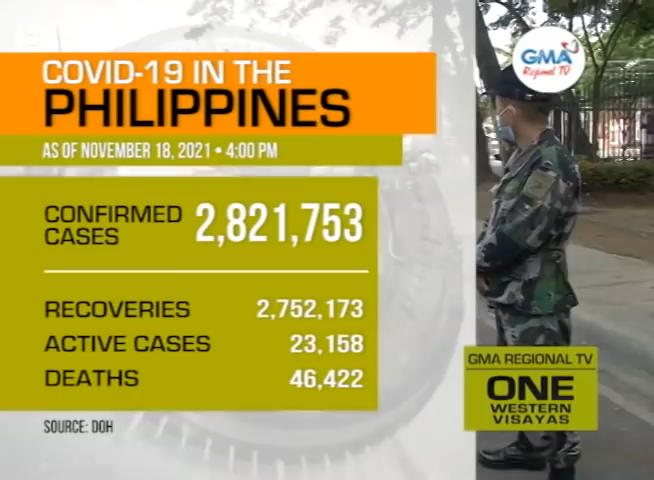 COVID-19 IN THE
PHILIPPINES
AS OF NOVEMBER 18, 2021 • 4:00 PM
CONFIRMED
CASES
2,821,753
RECOVERIES 2,752,173
ACTIVE CASES 23,158
DEATHS 46,422
SOURCE: DOH
GMA
Regional TV
GMA REGIONAL TV
ONE
WESTERN
VISAYAS